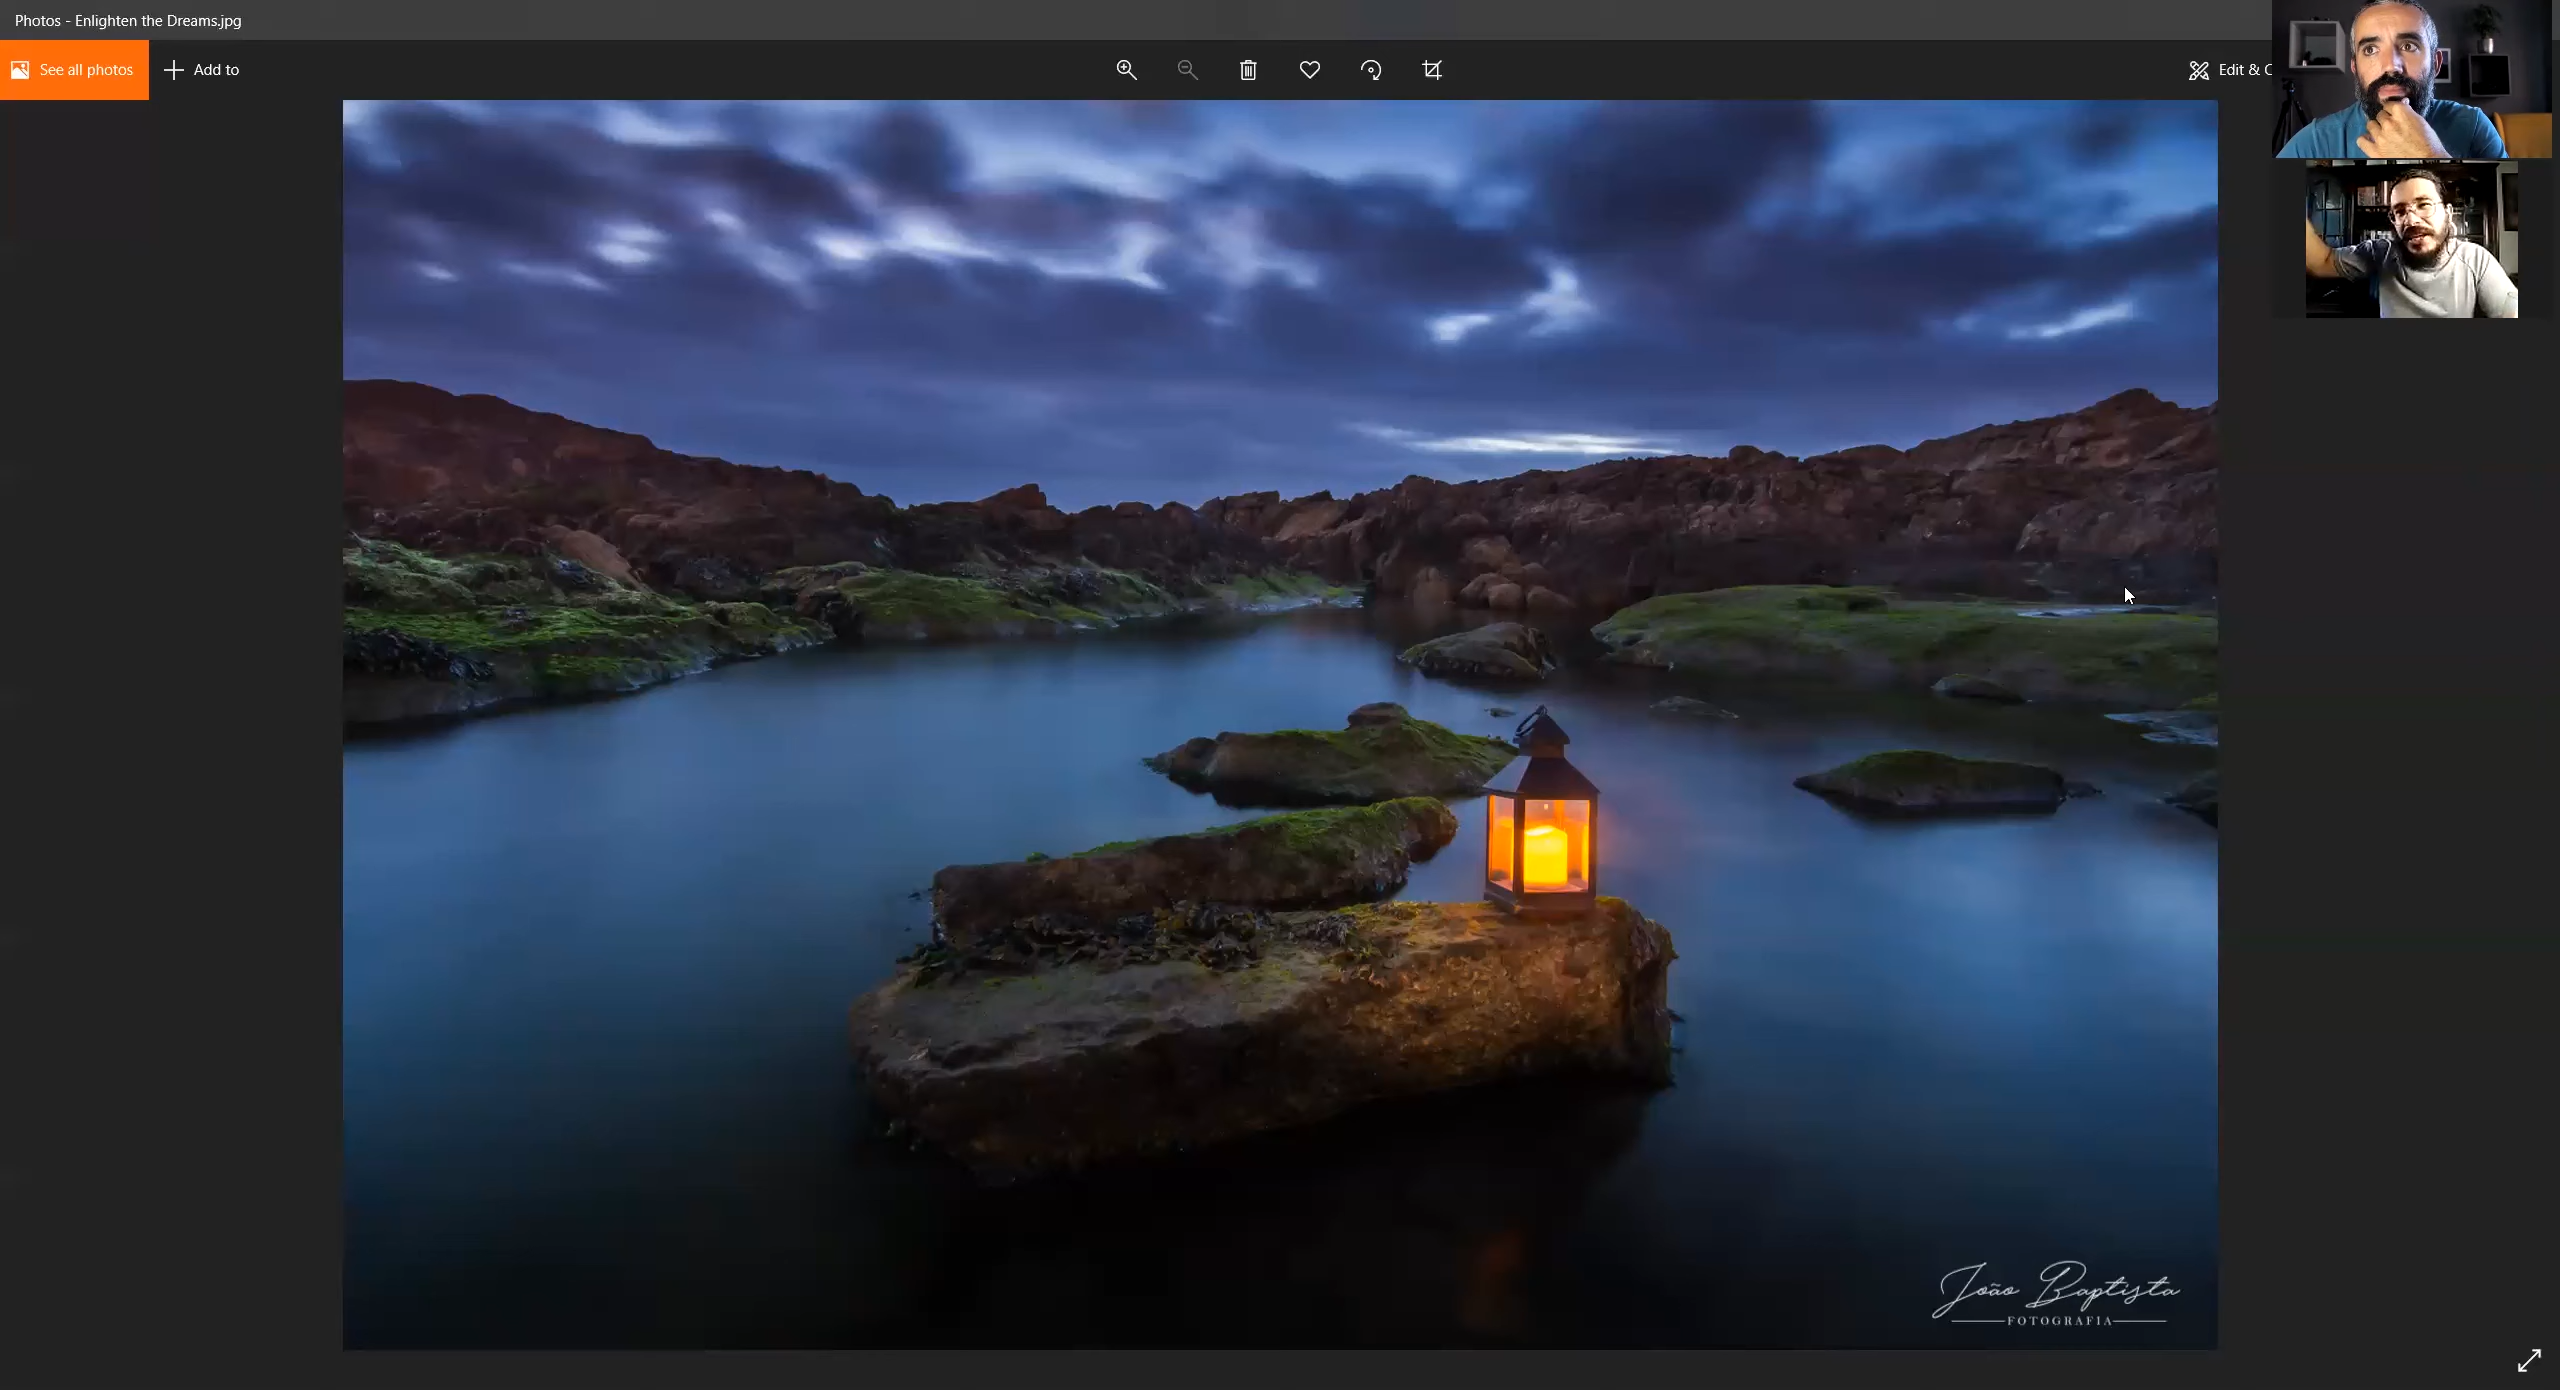 Photos - Enlighten the Dreams.jpg
See all photos
Add to
Edit & C
João Baptista
FOTOGRAFIA